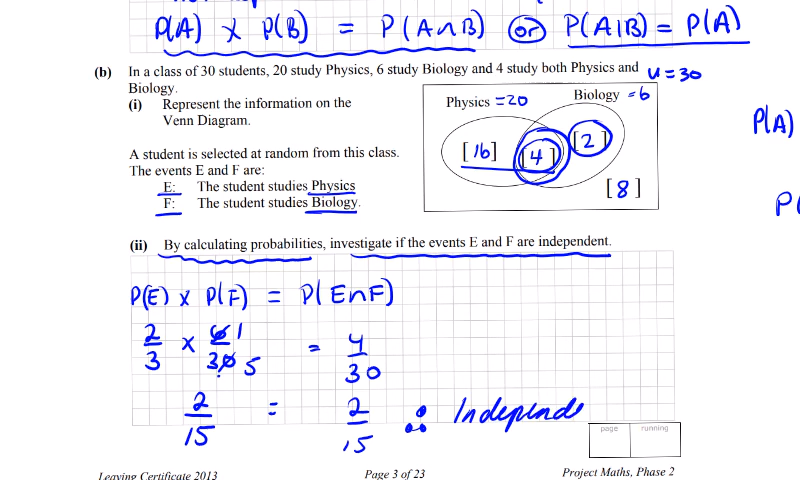 P(A) x P(B) = P(A∩B) or P(A|B) = P(A)
(b) In a class of 30 students, 20 study Physics, 6 study Biology and 4 study both Physics and
Biology.
U = 30
(i) Represent the information on the
Venn Diagram.
Physics = 20
Biology = 6
[16] [4] [2]
[8]
P(A)
P(
A student is selected at random from this class.
The events E and F are:
E: The student studies Physics
F: The student studies Biology.
(ii) By calculating probabilities, investigate if the events E and F are independent.
P(E) x P(F) = P(E∩F)
2/3 x 6/30 1 5 = 4/30
2/15 = 2/15 ∴ Independe
page running
Leaving Certificate 2013
Page 3 of 23
Project Maths, Phase 2